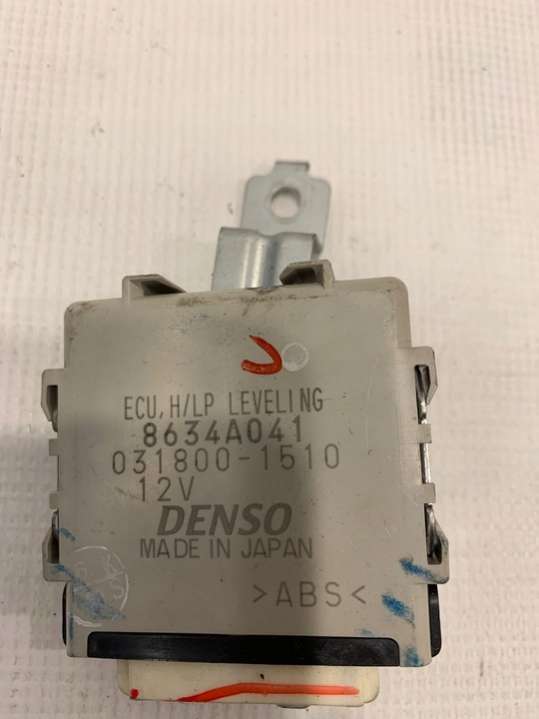 ECU, H/LP LEVELING
8634A041
031800-1510
12V
DENSO
MADE IN JAPAN
>ABS<